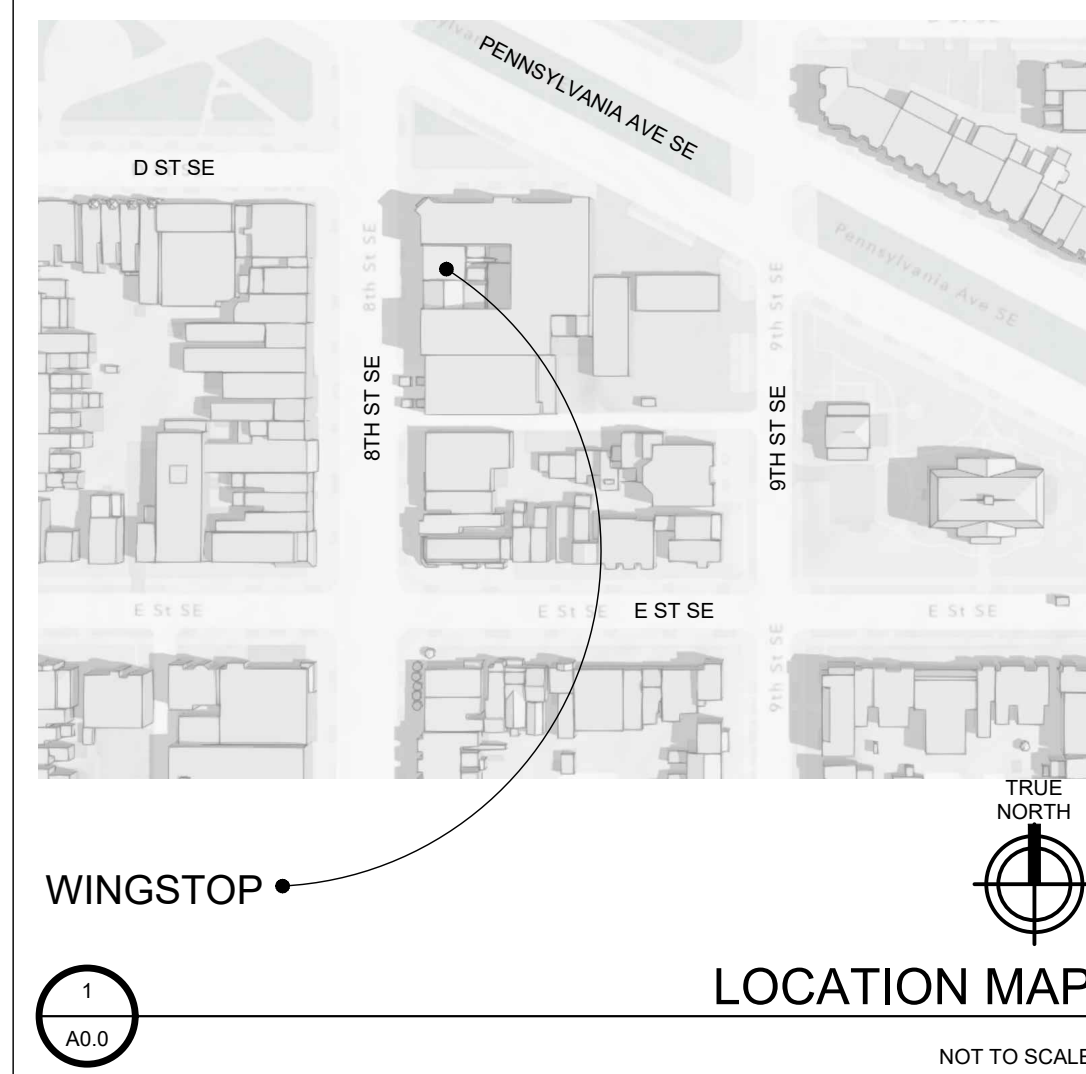 PENNSYLVANIA AVE SE
D ST SE
8th St SE
Pennsylvania Ave SE
9th St SE
8TH ST SE
9TH ST SE
E St SE
E St SE
E ST SE
E St SE
9th St SE
TRUE
NORTH
WINGSTOP
LOCATION MAP
1
A0.0
NOT TO SCALE